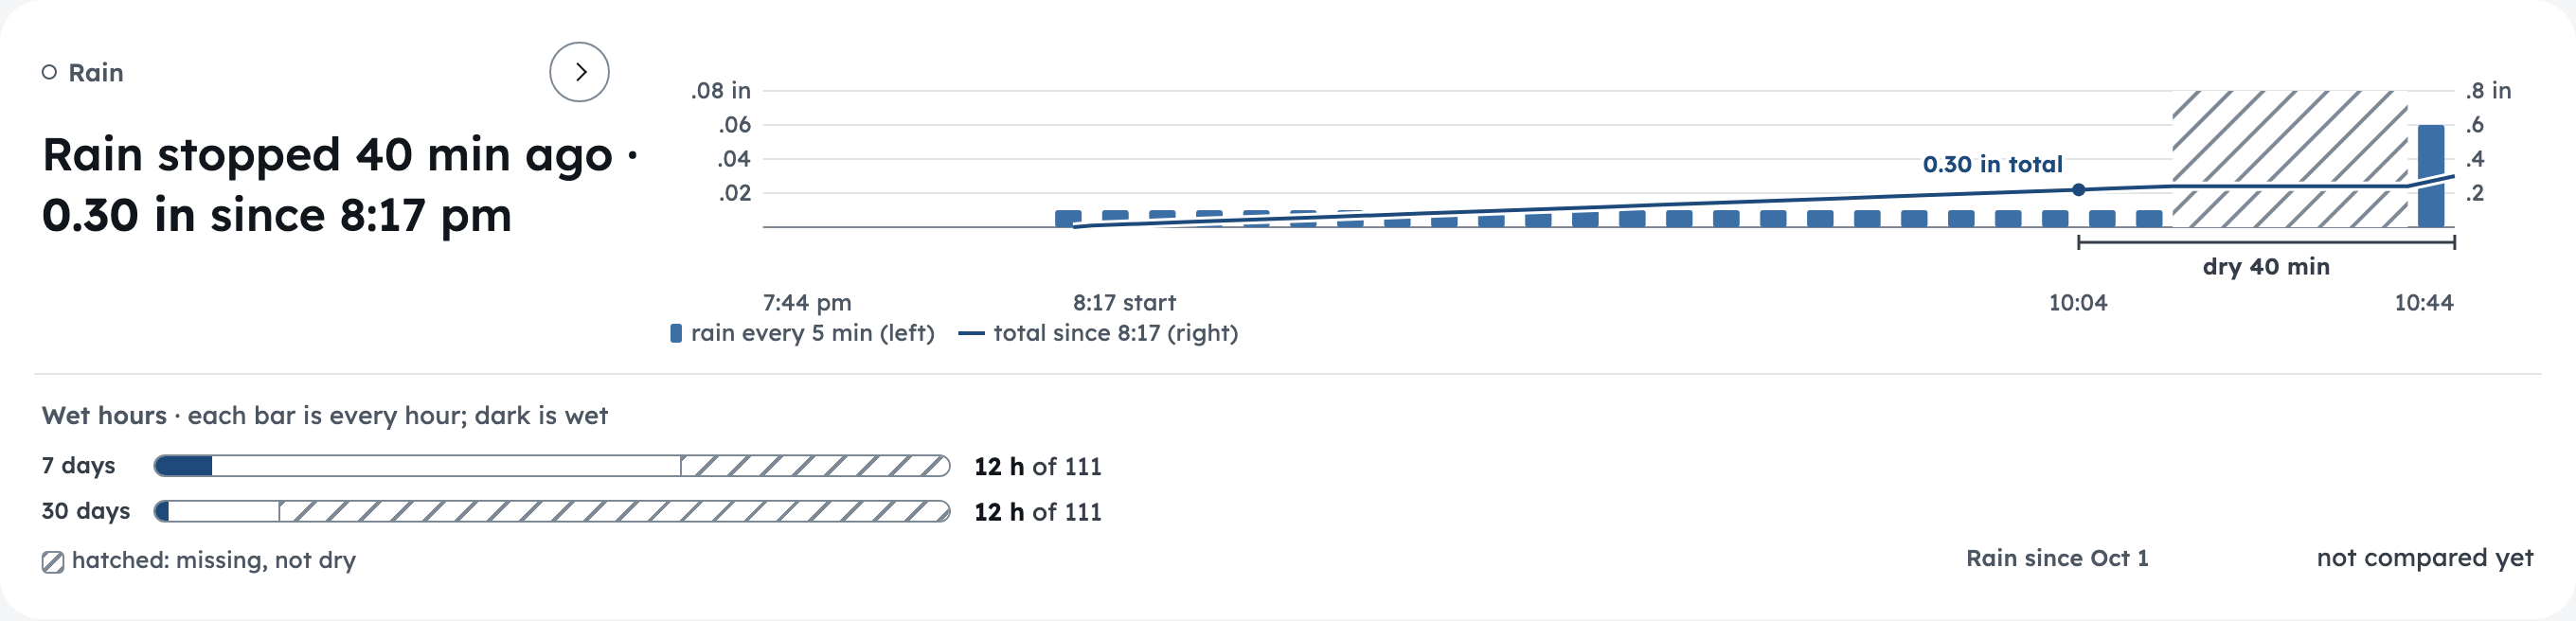 Rain
Rain stopped 40 min ago ·
0.30 in since 8:17 pm
.08 in
.06
.04
.02
.8 in
.6
.4
.2
0.30 in total
dry 40 min
7:44 pm
8:17 start
10:04
10:44
rain every 5 min (left)
total since 8:17 (right)
Wet hours · each bar is every hour; dark is wet
7 days
12 h of 111
30 days
12 h of 111
hatched: missing, not dry
Rain since Oct 1
not compared yet